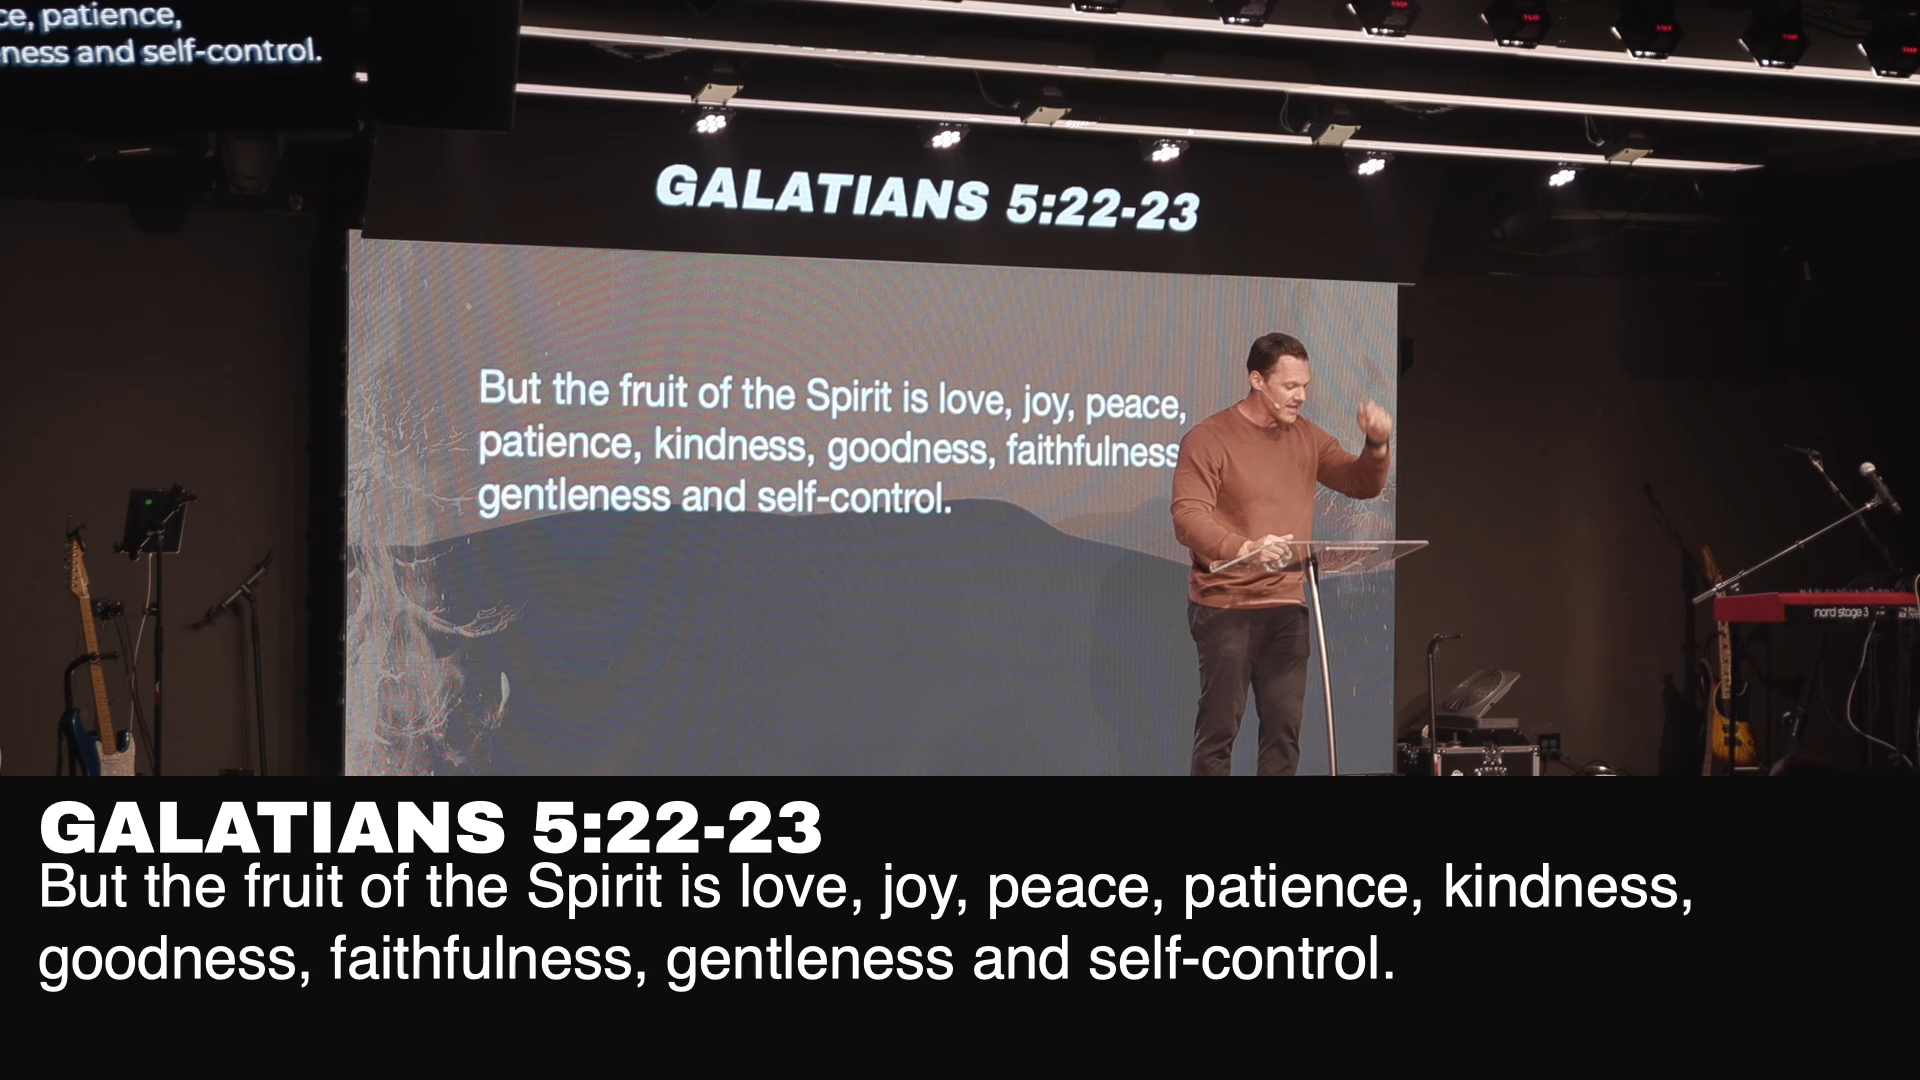 ce, patience,
ness and self-control.
GALATIANS 5:22-23
But the fruit of the Spirit is love, joy, peace,
patience, kindness, goodness, faithfulness
gentleness and self-control.
nord stage 3
GALATIANS 5:22-23
But the fruit of the Spirit is love, joy, peace, patience, kindness,
goodness, faithfulness, gentleness and self-control.